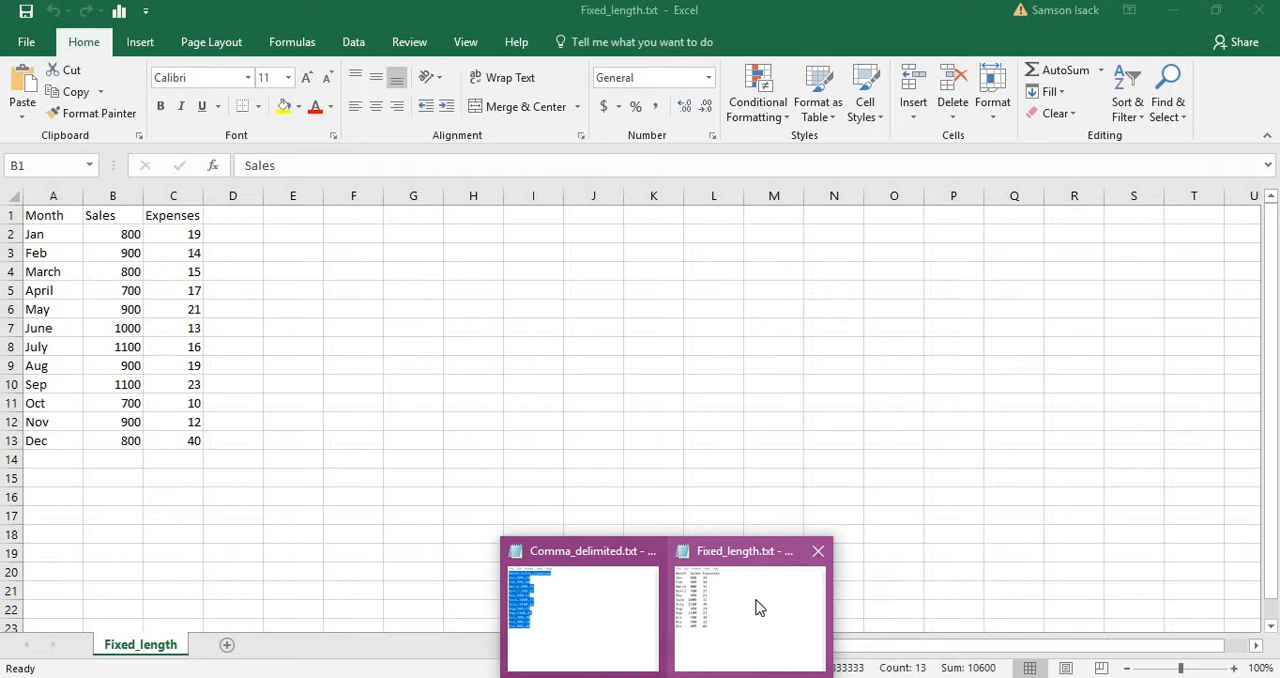 Fixed_length.txt - Excel
Samson Isack
File Home Insert Page Layout Formulas Data Review View Help Tell me what you want to do Share
Paste
Cut
Copy
Format Painter
Clipboard
Calibri 11
B I U A
Font
Wrap Text
Merge & Center
Alignment
General
$ % ,
Number
Conditional Formatting
Format as Table
Cell Styles
Styles
Insert Delete Format
Cells
AutoSum
Fill
Clear
Sort & Filter
Find & Select
Editing
B1 fx Sales
A B C D E F G H I J K L M N O P Q R S T U
1 Month Sales Expenses
2 Jan 800 19
3 Feb 900 14
4 March 800 15
5 April 700 17
6 May 900 21
7 June 1000 13
8 July 1100 16
9 Aug 900 19
10 Sep 1100 23
11 Oct 700 10
12 Nov 900 12
13 Dec 800 40
14
15
16
17
18
19
20
21
22
23
Comma_delimited.txt - ...
Fixed_length.txt - ...
Fixed_length
Ready
333333 Count: 13 Sum: 10600 100%